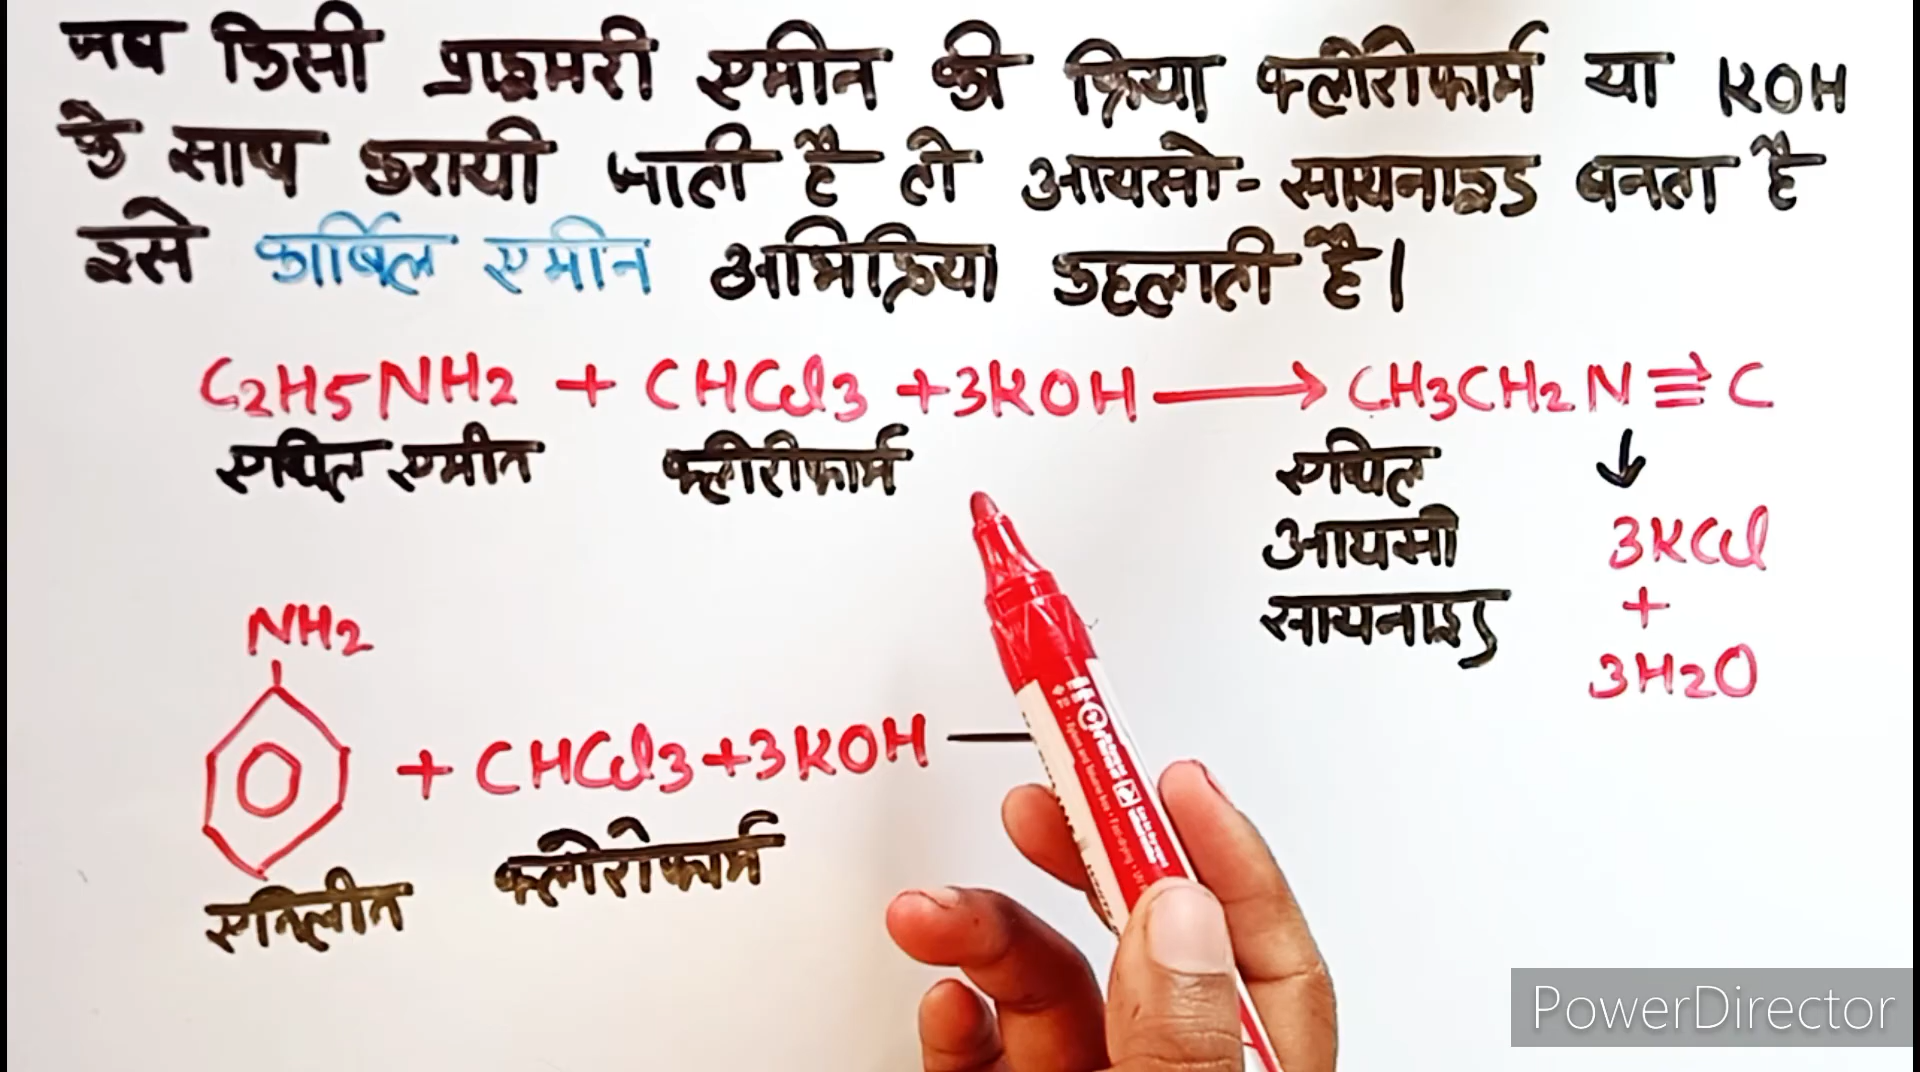 जब किसी प्राइमरी एमीन की क्रिया क्लोरोफार्म या KOH
के साथ करायी जाती है तो आयसो-सायनाइड बनता है
इसे कार्बिल एमीन अभिक्रिया कहलाती है।
C2H5NH2 + CHCl3 +3KOH → CH3CH2N≡C
एथिल एमीन क्लोरोफार्म एथिल
आयसो
सायनाइड
↓
3KCl
+
3H2O
NH2
+ CHCl3+3KOH
एनिलीन क्लोरोफार्म
PowerDirector